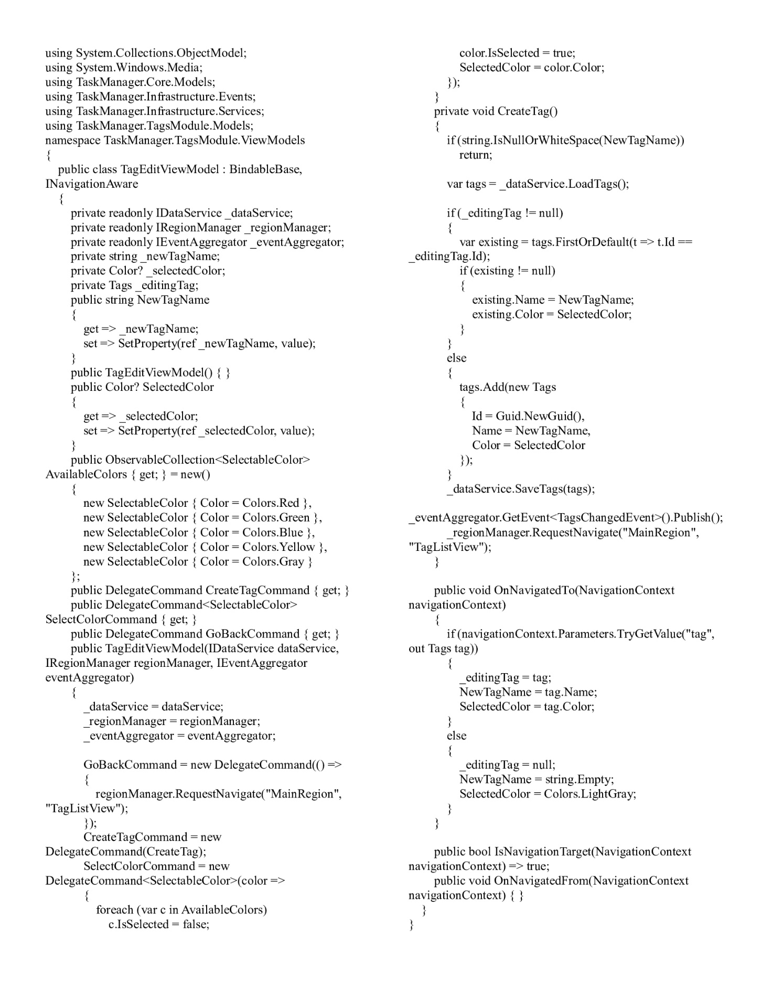 using System.Collections.ObjectModel;
using System.Windows.Media;
using TaskManager.Core.Models;
using TaskManager.Infrastructure.Events;
using TaskManager.Infrastructure.Services;
using TaskManager.TagsModule.Models;
namespace TaskManager.TagsModule.ViewModels
{
    public class TagEditViewModel : BindableBase,
INavigationAware
    {
        private readonly IDataService _dataService;
        private readonly IRegionManager _regionManager;
        private readonly IEventAggregator _eventAggregator;
        private string _newTagName;
        private Color? _selectedColor;
        private Tags _editingTag;
        public string NewTagName
        {
            get => _newTagName;
            set => SetProperty(ref _newTagName, value);
        }
        public TagEditViewModel() { }
        public Color? SelectedColor
        {
            get => _selectedColor;
            set => SetProperty(ref _selectedColor, value);
        }
        public ObservableCollection<SelectableColor>
AvailableColors { get; } = new()
        {
            new SelectableColor { Color = Colors.Red },
            new SelectableColor { Color = Colors.Green },
            new SelectableColor { Color = Colors.Blue },
            new SelectableColor { Color = Colors.Yellow },
            new SelectableColor { Color = Colors.Gray }
        };
        public DelegateCommand CreateTagCommand { get; }
        public DelegateCommand<SelectableColor>
SelectColorCommand { get; }
        public DelegateCommand GoBackCommand { get; }
        public TagEditViewModel(IDataService dataService,
IRegionManager regionManager, IEventAggregator
eventAggregator)
        {
            _dataService = dataService;
            _regionManager = regionManager;
            _eventAggregator = eventAggregator;

            GoBackCommand = new DelegateCommand(() =>
            {
                regionManager.RequestNavigate("MainRegion",
"TagListView");
            });
            CreateTagCommand = new
DelegateCommand(CreateTag);
            SelectColorCommand = new
DelegateCommand<SelectableColor>(color =>
            {
                foreach (var c in AvailableColors)
                    c.IsSelected = false;
                color.IsSelected = true;
                SelectedColor = color.Color;
            });
        }
        private void CreateTag()
        {
            if (string.IsNullOrWhiteSpace(NewTagName))
                return;

            var tags = _dataService.LoadTags();

            if (_editingTag != null)
            {
                var existing = tags.FirstOrDefault(t => t.Id ==
_editingTag.Id);
                if (existing != null)
                {
                    existing.Name = NewTagName;
                    existing.Color = SelectedColor;
                }
            }
            else
            {
                tags.Add(new Tags
                {
                    Id = Guid.NewGuid(),
                    Name = NewTagName,
                    Color = SelectedColor
                });
            }
            _dataService.SaveTags(tags);

_eventAggregator.GetEvent<TagsChangedEvent>().Publish();
            _regionManager.RequestNavigate("MainRegion",
"TagListView");
        }

        public void OnNavigatedTo(NavigationContext
navigationContext)
        {
            if (navigationContext.Parameters.TryGetValue("tag",
out Tags tag))
            {
                _editingTag = tag;
                NewTagName = tag.Name;
                SelectedColor = tag.Color;
            }
            else
            {
                _editingTag = null;
                NewTagName = string.Empty;
                SelectedColor = Colors.LightGray;
            }
        }

        public bool IsNavigationTarget(NavigationContext
navigationContext) => true;
        public void OnNavigatedFrom(NavigationContext
navigationContext) { }
    }
}